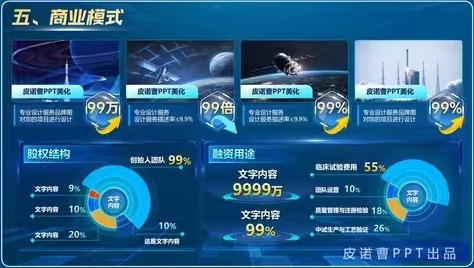 五、商业模式
皮诺曹PPT美化
99万
专业设计服务品牌图
对您的项目进行设计
皮诺曹PPT美化
99倍
专业设计服务
设计服务描述率≤9.9%
皮诺曹PPT美化
99%
专业设计服务
设计服务描述率≤9.9%
皮诺曹PPT美化
99%
专业设计服务品牌图
对您的项目进行设计
股权结构
创始人团队 99%
文字内容 9%
文字内容 10%
文字内容 20%
文字
内容
10%
这是文字内容
融资用途
文字内容
9999万
文字内容
99%
临床试验费用 55%
团队运营 10%
质量管理与注册检验 18%
中试生产与工艺验证 26%
文字
内容
皮诺曹PPT出品